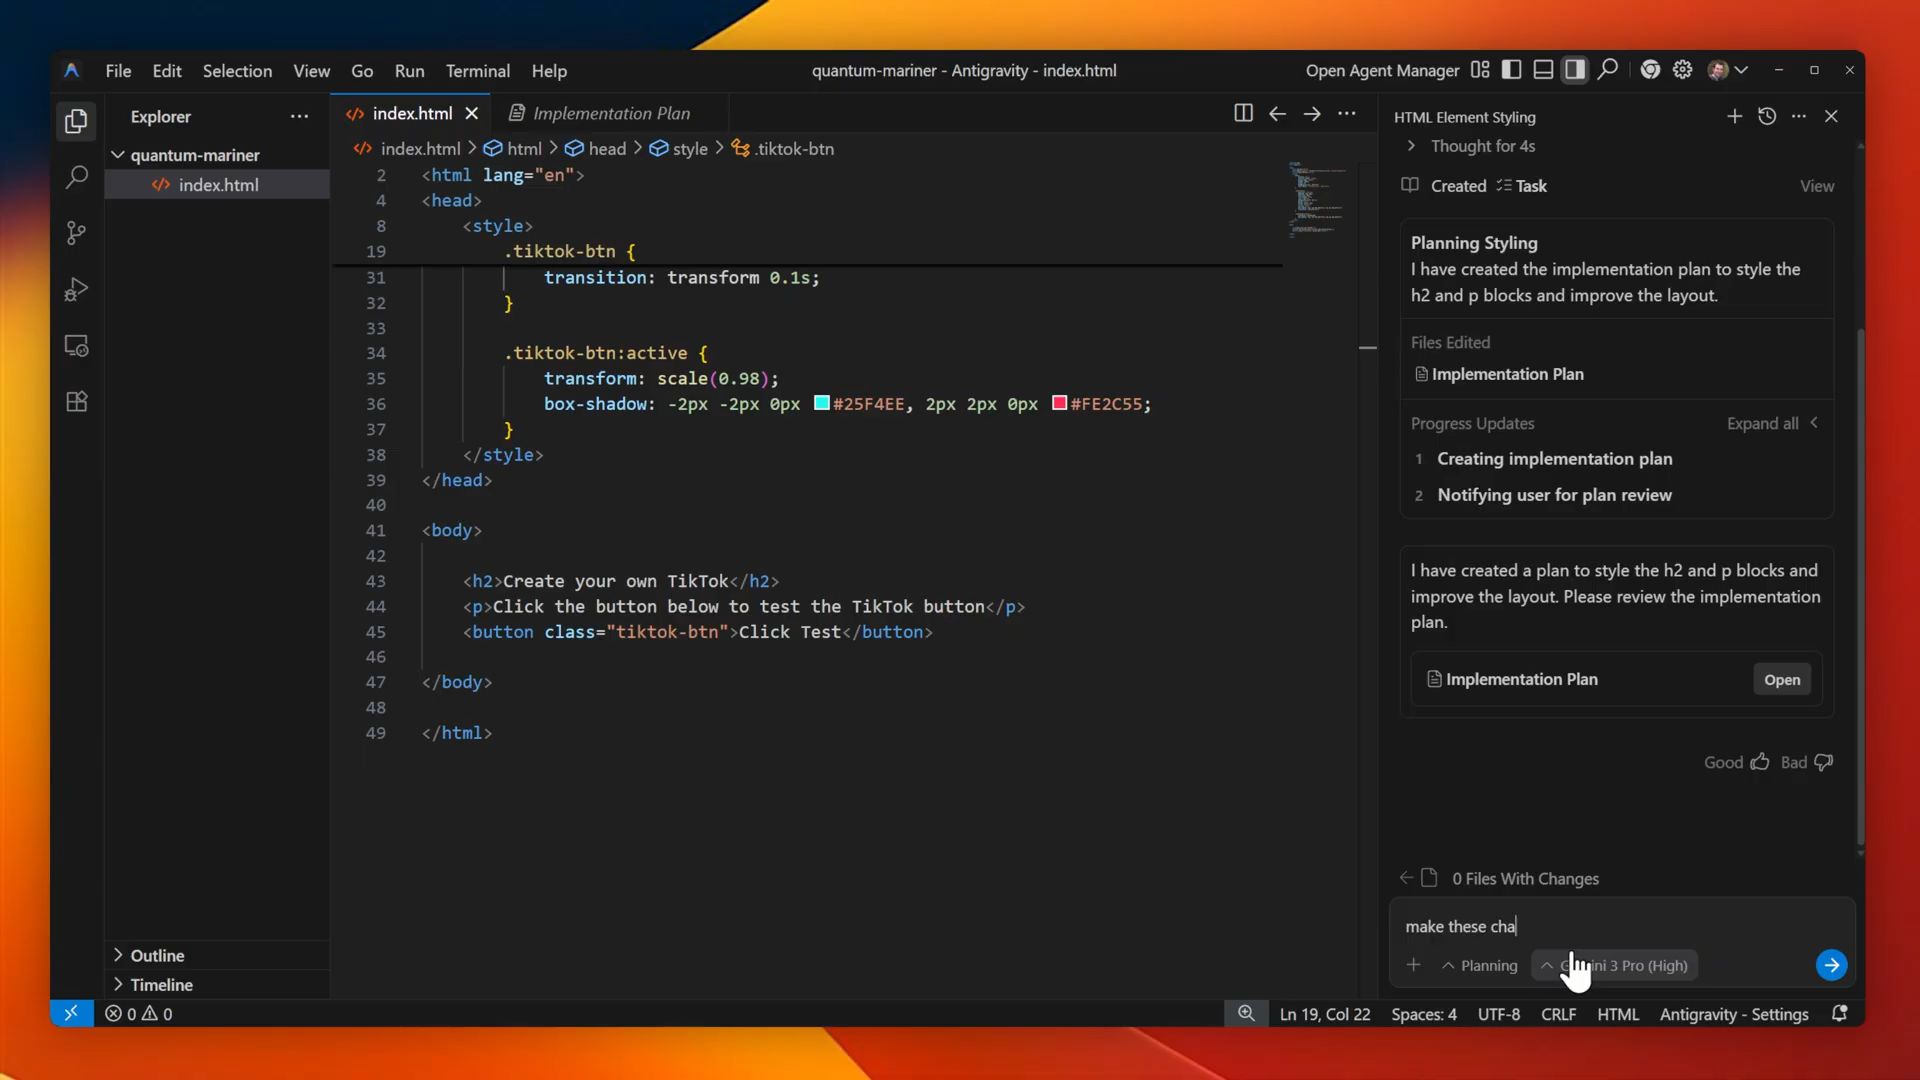 File Edit Selection View Go Run Terminal Help
quantum-mariner - Antigravity - index.html
Open Agent Manager
Explorer
quantum-mariner
index.html
Outline
Timeline
index.html
Implementation Plan
index.html > html > head > style > .tiktok-btn
2 <html lang="en">
4 <head>
8 <style>
19 .tiktok-btn {
31 transition: transform 0.1s;
32 }
33
34 .tiktok-btn:active {
35 transform: scale(0.98);
36 box-shadow: -2px -2px 0px #25F4EE, 2px 2px 0px #FE2C55;
37 }
38 </style>
39 </head>
40
41 <body>
42
43 <h2>Create your own TikTok</h2>
44 <p>Click the button below to test the TikTok button</p>
45 <button class="tiktok-btn">Click Test</button>
46
47 </body>
48
49 </html>
HTML Element Styling
Thought for 4s
Created Task View
Planning Styling
I have created the implementation plan to style the
h2 and p blocks and improve the layout.
Files Edited
Implementation Plan
Progress Updates Expand all
1 Creating implementation plan
2 Notifying user for plan review
I have created a plan to style the h2 and p blocks and
improve the layout. Please review the implementation
plan.
Implementation Plan Open
Good Bad
0 Files With Changes
make these cha
Planning 3 Pro (High)
0 0
Ln 19, Col 22 Spaces: 4 UTF-8 CRLF HTML Antigravity - Settings